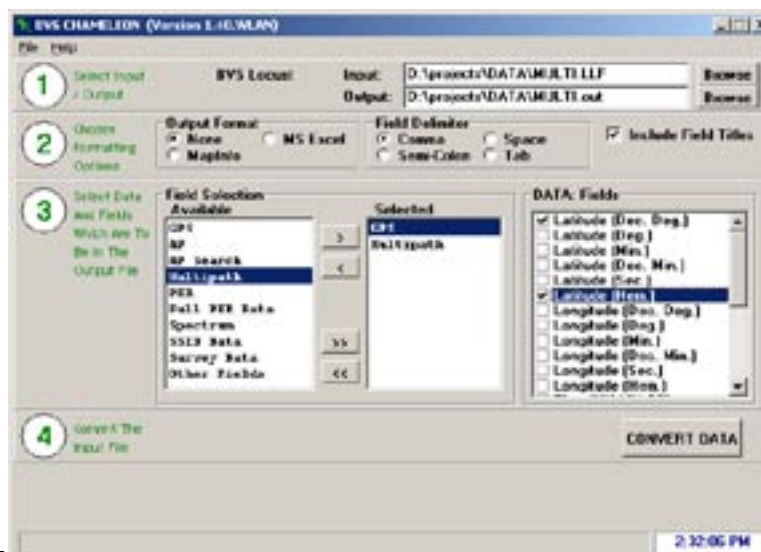 BVS CHAMELEON (Version 1.40.WLAN)
File Help
1 Select Input / Output
BVS Locust
Input: D:\projects\DATA\MULTI.LLF Browse
Output: D:\projects\DATA\MULTI.out Browse
2 Choose Formatting Options
Output Format
None MS Excel
MapInfo
Field Delimiter
Comma Space
Semi-Colon Tab
Include Field Titles
3 Select Data And Fields Which Are To Be In The Output File
Field Selection
Available
GPS
AP
AP Search
Multipath
PER
Full PER Data
Spectrum
SSID Data
Survey Data
Other Fields
>
<
>>
<<
Selected
GPS
Multipath
DATA: Fields
Latitude (Dec. Deg.)
Latitude (Deg.)
Latitude (Min.)
Latitude (Dec. Min.)
Latitude (Sec.)
Latitude (Hem.)
Longitude (Dec. Deg.)
Longitude (Deg.)
Longitude (Min.)
Longitude (Dec. Min.)
Longitude (Sec.)
Longitude (Hem.)
4 Convert The Input File
CONVERT DATA
2:32:06 PM